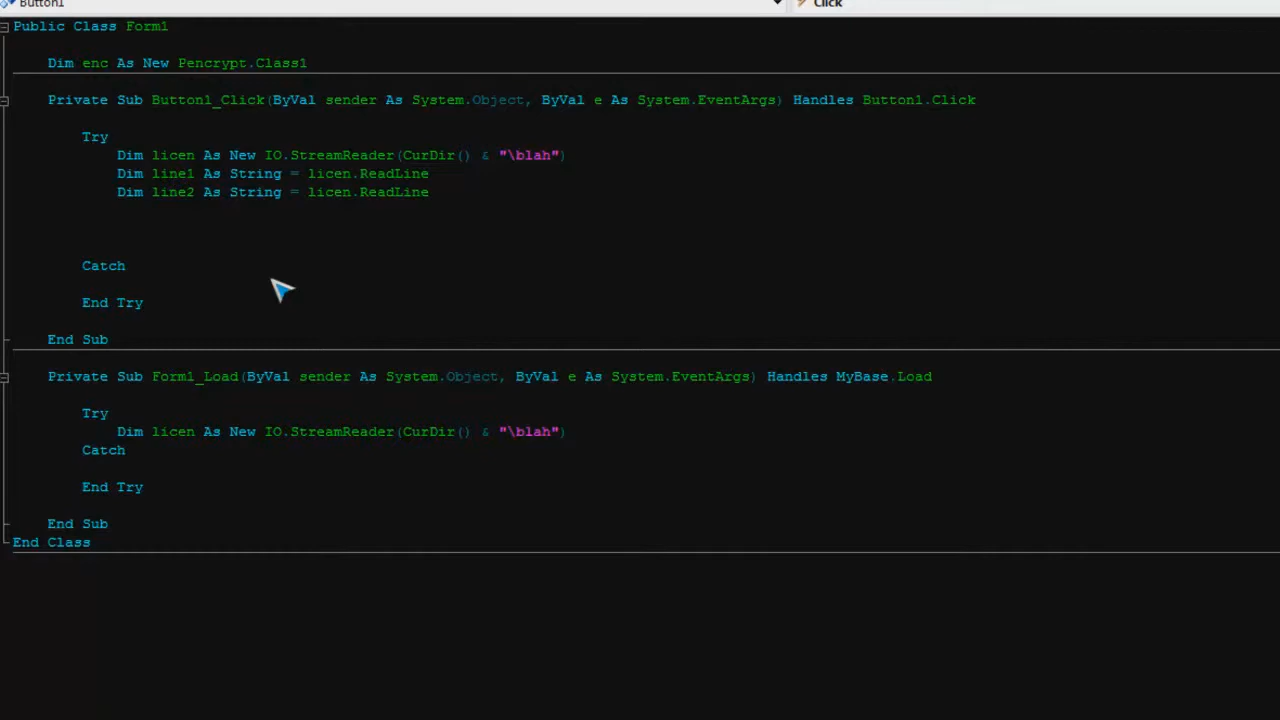 Button1
Click
Public Class Form1
Dim enc As New Pencrypt.Class1
Private Sub Button1_Click(ByVal sender As System.Object, ByVal e As System.EventArgs) Handles Button1.Click
Try
Dim licen As New IO.StreamReader(CurDir() & "\blah")
Dim line1 As String = licen.ReadLine
Dim line2 As String = licen.ReadLine
Catch
End Try
End Sub
Private Sub Form1_Load(ByVal sender As System.Object, ByVal e As System.EventArgs) Handles MyBase.Load
Try
Dim licen As New IO.StreamReader(CurDir() & "\blah")
Catch
End Try
End Sub
End Class